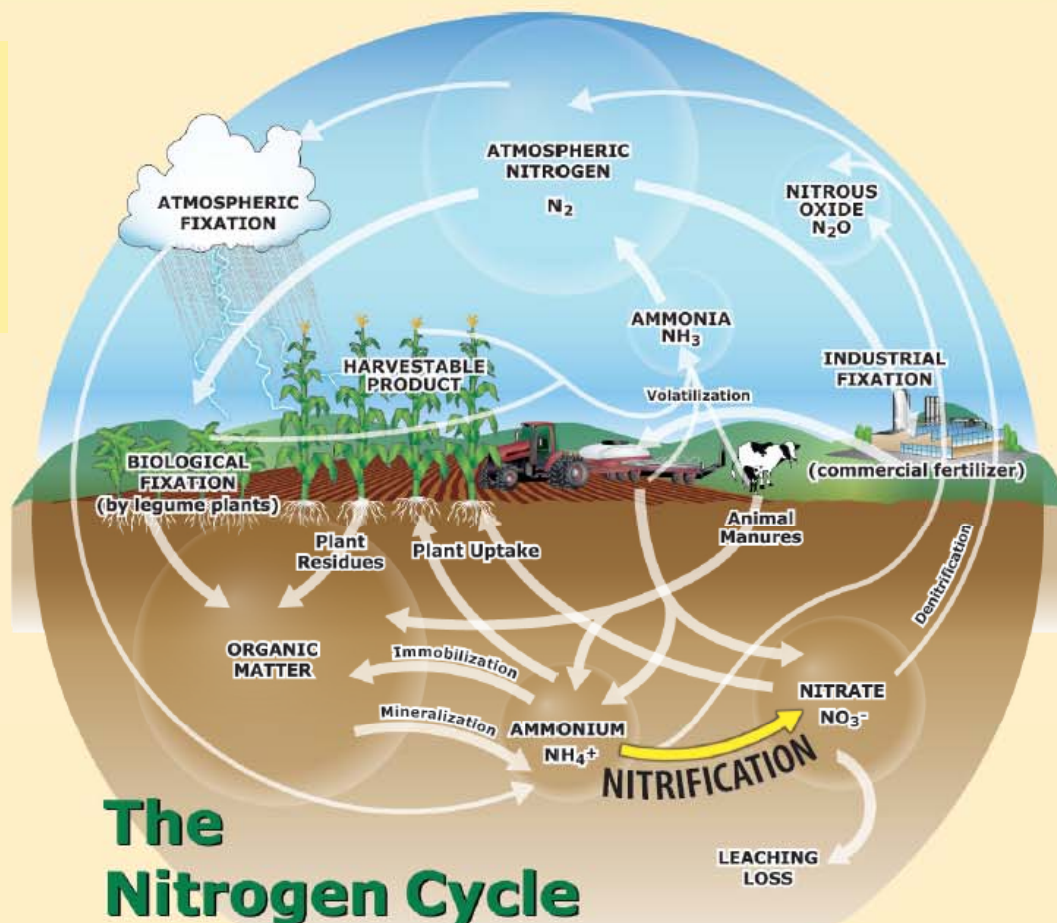 ATMOSPHERIC
NITROGEN
N₂
ATMOSPHERIC
FIXATION
NITROUS
OXIDE
N₂O
AMMONIA
NH₃
HARVESTABLE
PRODUCT
Volatilization
INDUSTRIAL
FIXATION
(commercial fertilizer)
BIOLOGICAL
FIXATION
(by legume plants)
Plant
Residues
Plant Uptake
Animal
Manures
Denitrification
ORGANIC
MATTER
Immobilization
Mineralization
AMMONIUM
NH₄⁺
NITRATE
NO₃⁻
NITRIFICATION
LEACHING
LOSS
The
Nitrogen Cycle